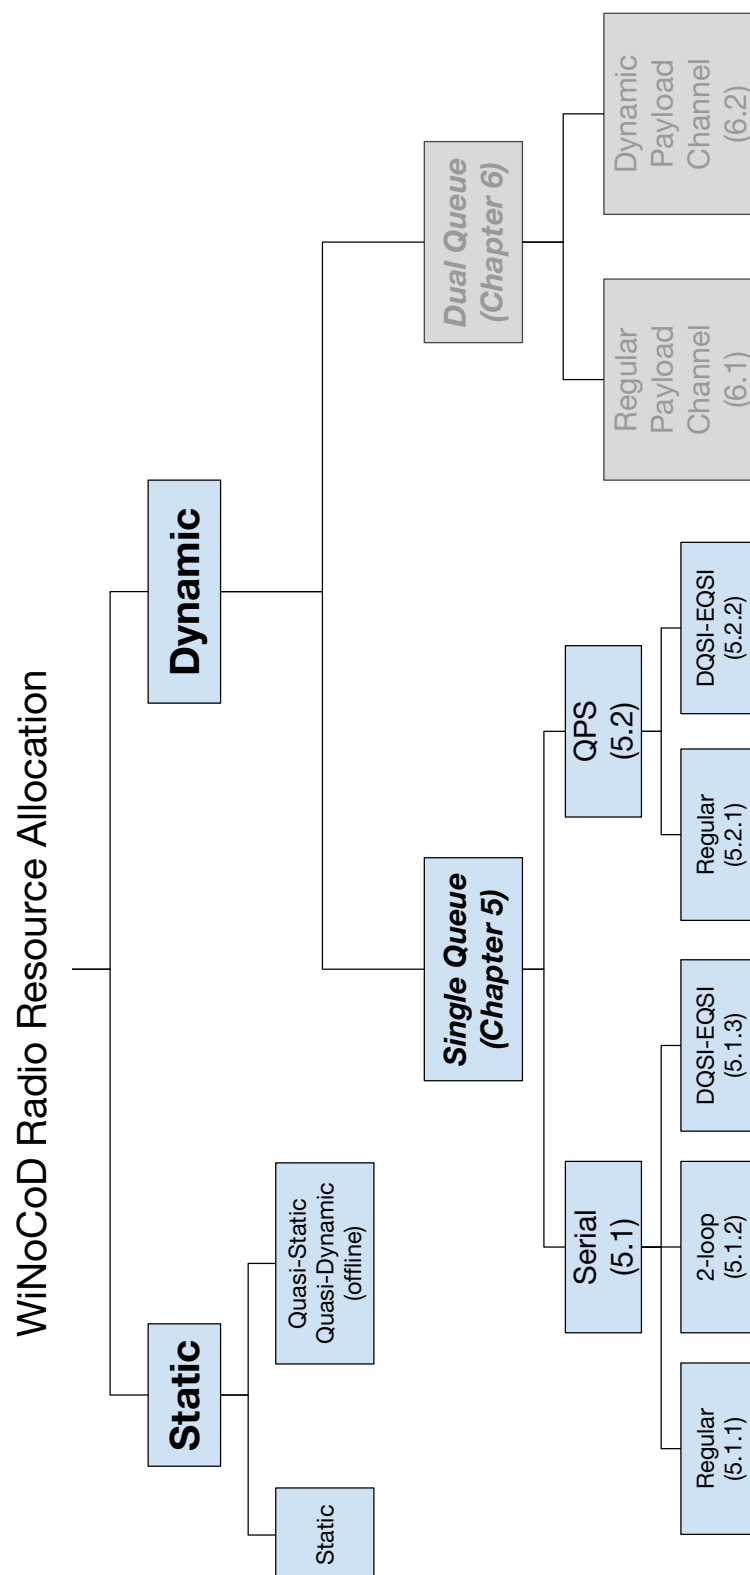 WiNoCoD Radio Resource Allocation
Static
Dynamic
Static
Quasi-Static
Quasi-Dynamic
(offline)
Single Queue
(Chapter 5)
Dual Queue
(Chapter 6)
Serial
(5.1)
QPS
(5.2)
Regular
Payload
Channel
(6.1)
Dynamic
Payload
Channel
(6.2)
Regular
(5.1.1)
2-loop
(5.1.2)
DQSI-EQSI
(5.1.3)
Regular
(5.2.1)
DQSI-EQSI
(5.2.2)